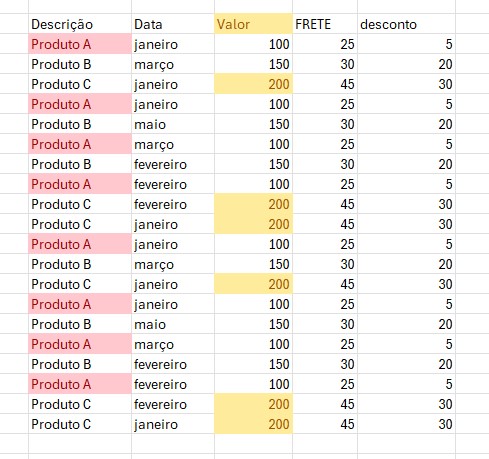 Descrição Data Valor FRETE desconto
Produto A janeiro 100 25 5
Produto B março 150 30 20
Produto C janeiro 200 45 30
Produto A janeiro 100 25 5
Produto B maio 150 30 20
Produto A março 100 25 5
Produto B fevereiro 150 30 20
Produto A fevereiro 100 25 5
Produto C fevereiro 200 45 30
Produto C janeiro 200 45 30
Produto A janeiro 100 25 5
Produto B março 150 30 20
Produto C janeiro 200 45 30
Produto A janeiro 100 25 5
Produto B maio 150 30 20
Produto A março 100 25 5
Produto B fevereiro 150 30 20
Produto A fevereiro 100 25 5
Produto C fevereiro 200 45 30
Produto C janeiro 200 45 30